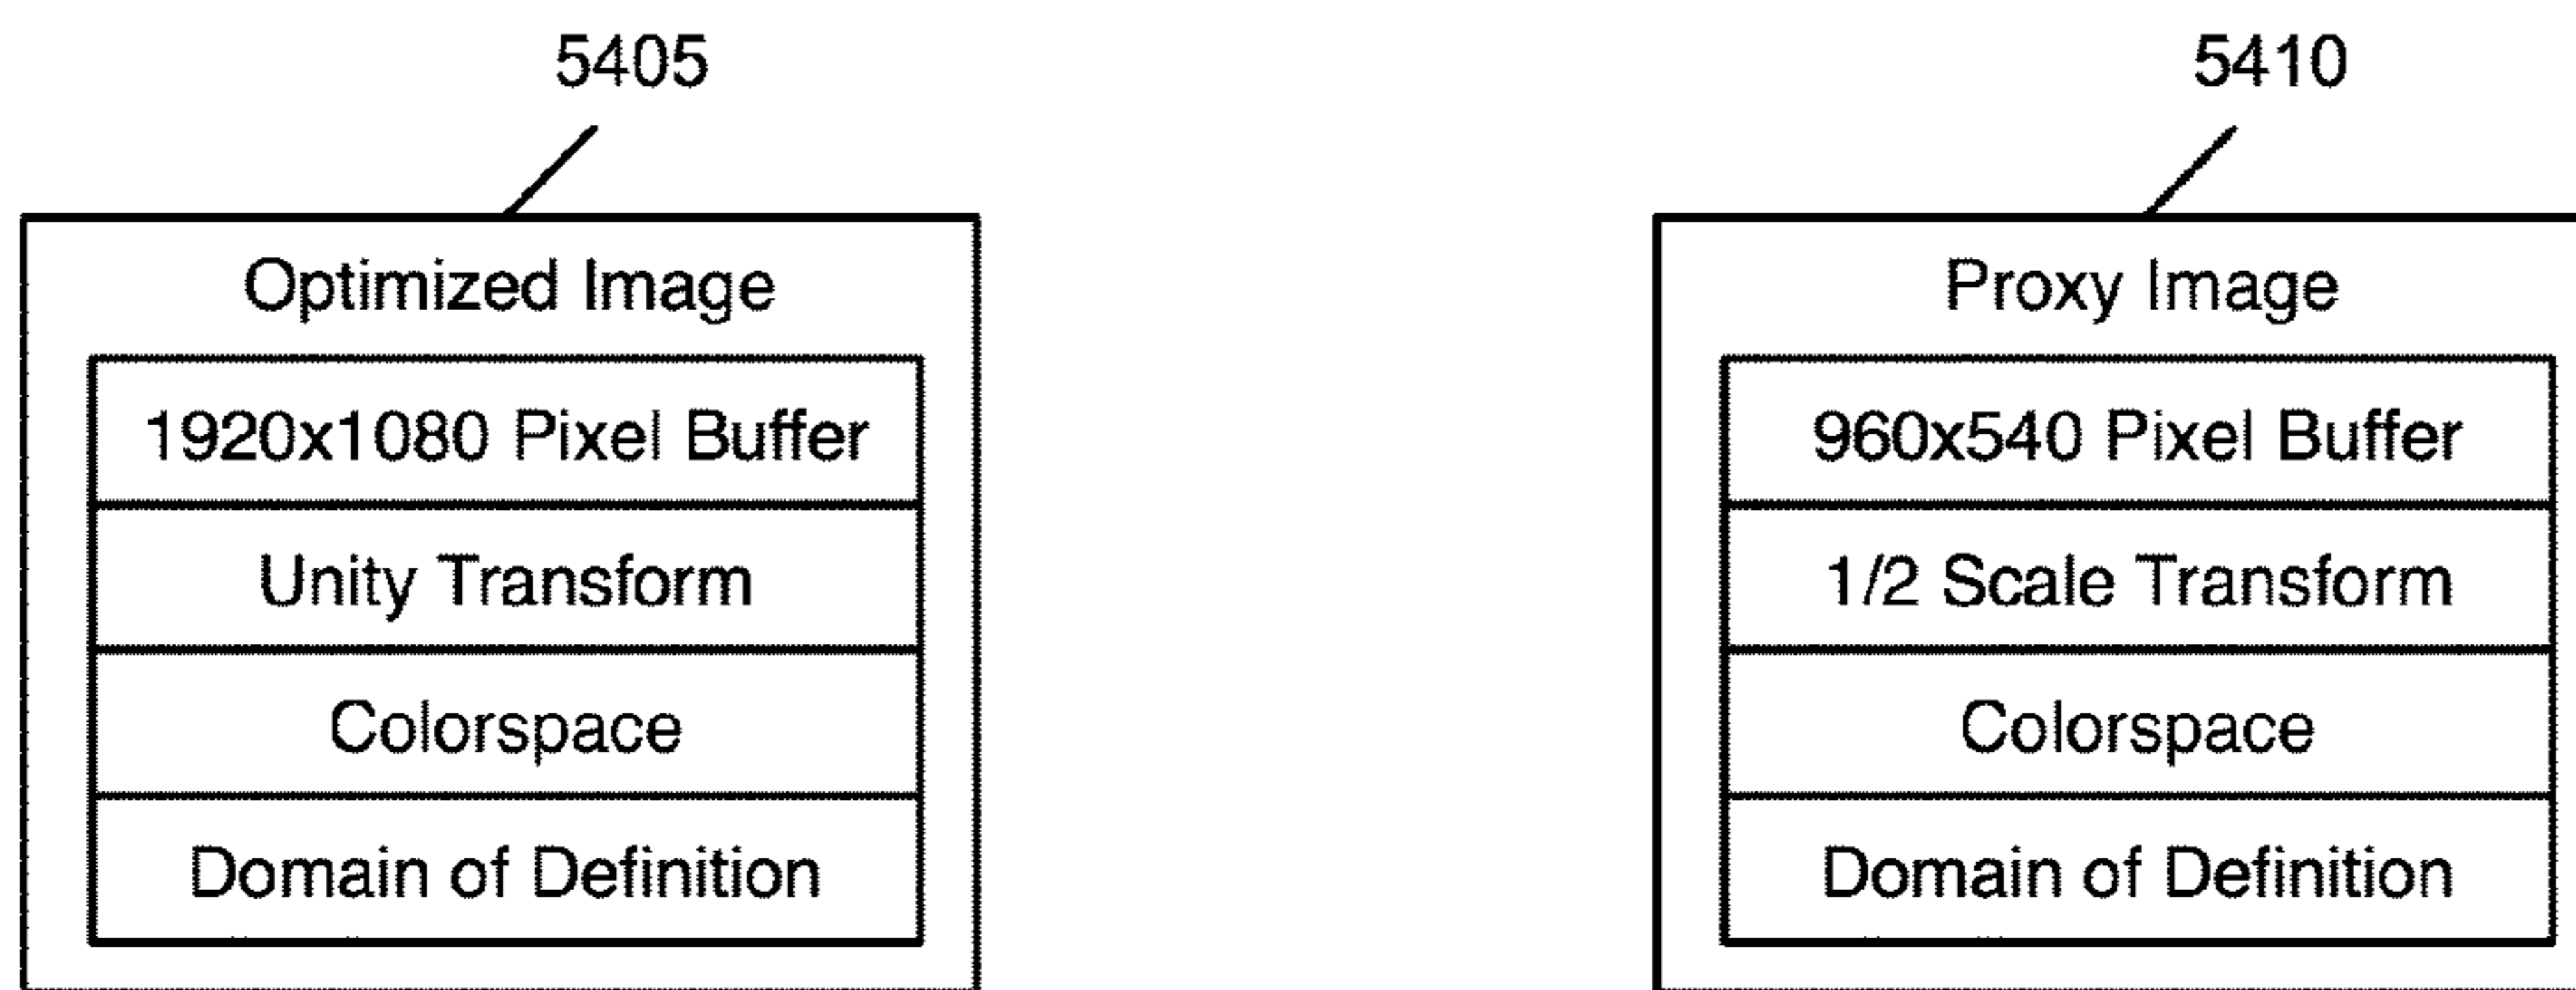 5405
Optimized Image
1920x1080 Pixel Buffer
Unity Transform
Colorspace
Domain of Definition
5410
Proxy Image
960x540 Pixel Buffer
1/2 Scale Transform
Colorspace
Domain of Definition